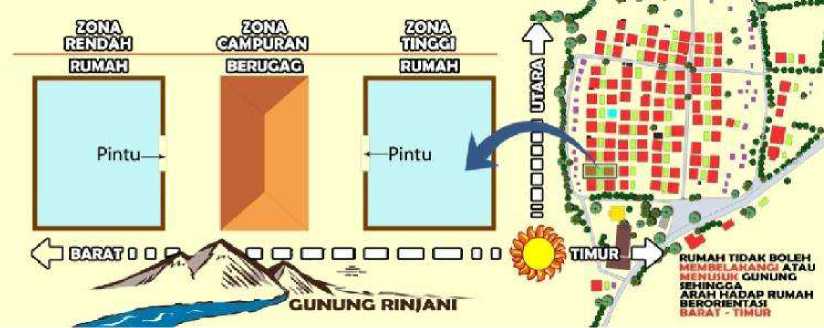 ZONA
RENDAH
RUMAH
ZONA
CAMPURAN
BERUGAG
ZONA
TINGGI
RUMAH
Pintu
Pintu
UTARA
BARAT
TIMUR
GUNUNG RINJANI
RUMAH TIDAK BOLEH
MEMBELAKANGI ATAU
MENUSUK GUNUNG
SEHINGGA
ARAH HADAP RUMAH
BERORIENTASI
BARAT - TIMUR